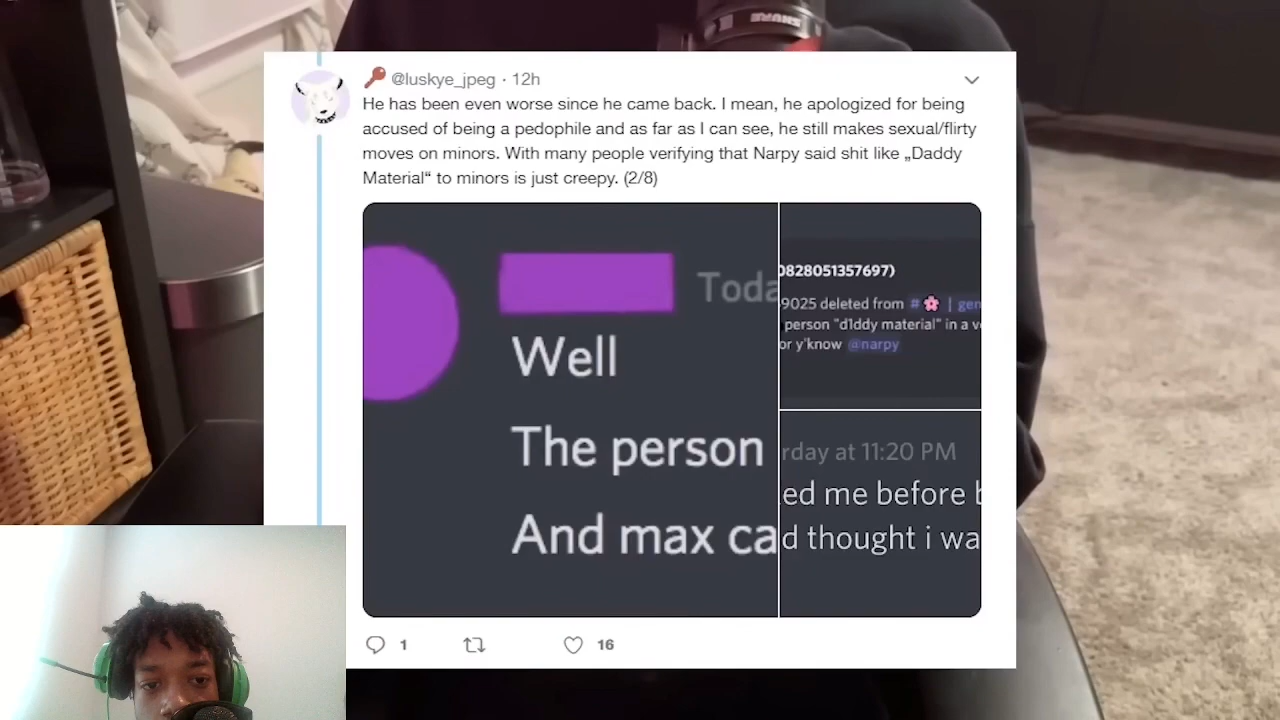 SHURE
@luskye_jpeg · 12h
He has been even worse since he came back. I mean, he apologized for being
accused of being a pedophile and as far as I can see, he still makes sexual/flirty
moves on minors. With many people verifying that Narpy said shit like „Daddy
Material“ to minors is just creepy. (2/8)
Toda
Well
The person
And max ca
0828051357697)
9025 deleted from #🌸 | gen
person "d1ddy material" in a v
or y'know @narpy
rday at 11:20 PM
ed me before b
d thought i wa
1
16